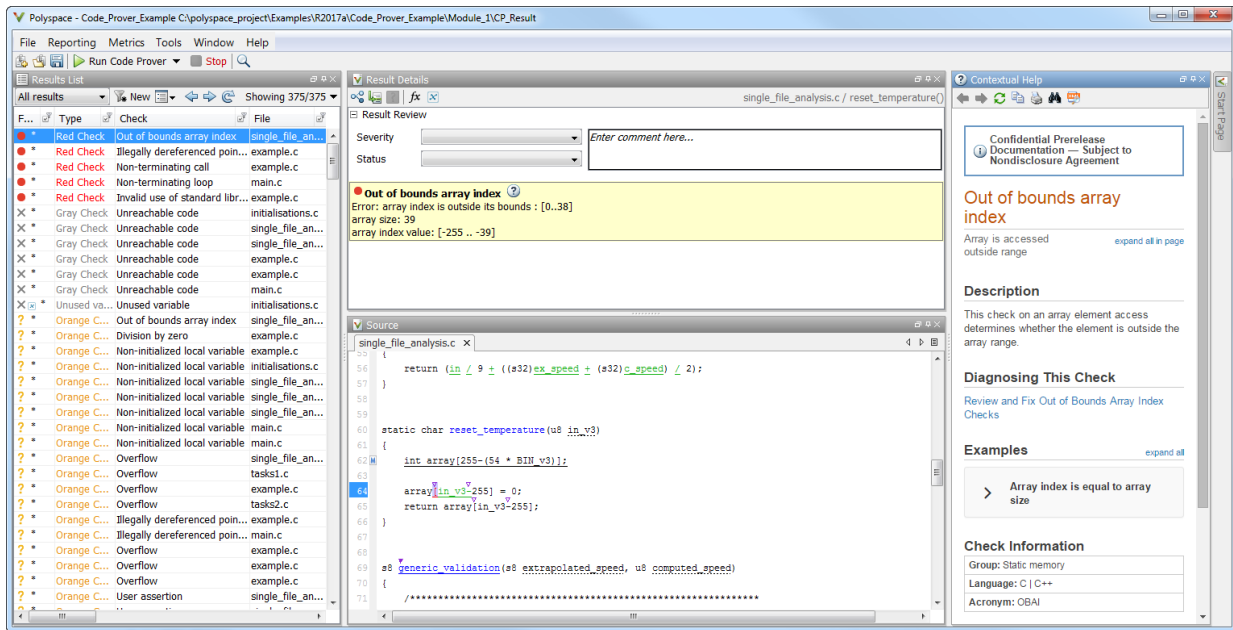 Polyspace - Code_Prover_Example C:\polyspace_project\Examples\R2017a\Code_Prover_Example\Module_1\CP_Result
File Reporting Metrics Tools Window Help
Run Code Prover Stop
Results List
All results New Showing 375/375
F... Type Check File
Red Check Out of bounds array index single_file_an...
Red Check Illegally dereferenced poin... example.c
Red Check Non-terminating call example.c
Red Check Non-terminating loop main.c
Red Check Invalid use of standard libr... example.c
Gray Check Unreachable code initialisations.c
Gray Check Unreachable code single_file_an...
Gray Check Unreachable code single_file_an...
Gray Check Unreachable code example.c
Gray Check Unreachable code example.c
Gray Check Unreachable code main.c
Unused va... Unused variable initialisations.c
Orange C... Out of bounds array index single_file_an...
Orange C... Division by zero example.c
Orange C... Non-initialized local variable example.c
Orange C... Non-initialized local variable initialisations.c
Orange C... Non-initialized local variable single_file_an...
Orange C... Non-initialized local variable single_file_an...
Orange C... Non-initialized local variable single_file_an...
Orange C... Non-initialized local variable main.c
Orange C... Non-initialized local variable main.c
Orange C... Overflow single_file_an...
Orange C... Overflow tasks1.c
Orange C... Overflow example.c
Orange C... Overflow tasks2.c
Orange C... Illegally dereferenced poin... example.c
Orange C... Illegally dereferenced poin... main.c
Orange C... Overflow example.c
Orange C... Overflow example.c
Orange C... Overflow example.c
Orange C... User assertion single_file_an...
Result Details
fx single_file_analysis.c / reset_temperature()
Result Review
Severity Enter comment here...
Status
Out of bounds array index
Error: array index is outside its bounds : [0..38]
array size: 39
array index value: [-255 .. -39]
Source
single_file_analysis.c
55 {
56 return (in / 9 + ((s32)ex_speed + (s32)c_speed) / 2);
57 }
58
59
60 static char reset_temperature(u8 in_v3)
61 {
62 int array[255-(54 * BIN_v3)];
63
64 array[in_v3-255] = 0;
65 return array[in_v3-255];
66 }
67
68
69 s8 generic_validation(s8 extrapolated_speed, u8 computed_speed)
70 {
71 /**************************************************************
Contextual Help
Confidential Prerelease
Documentation — Subject to
Nondisclosure Agreement
Out of bounds array
index
Array is accessed
outside range
expand all in page
Description
This check on an array element access
determines whether the element is outside the
array range.
Diagnosing This Check
Review and Fix Out of Bounds Array Index
Checks
Examples expand all
Array index is equal to array
size
Check Information
Group: Static memory
Language: C | C++
Acronym: OBAI
Start Page